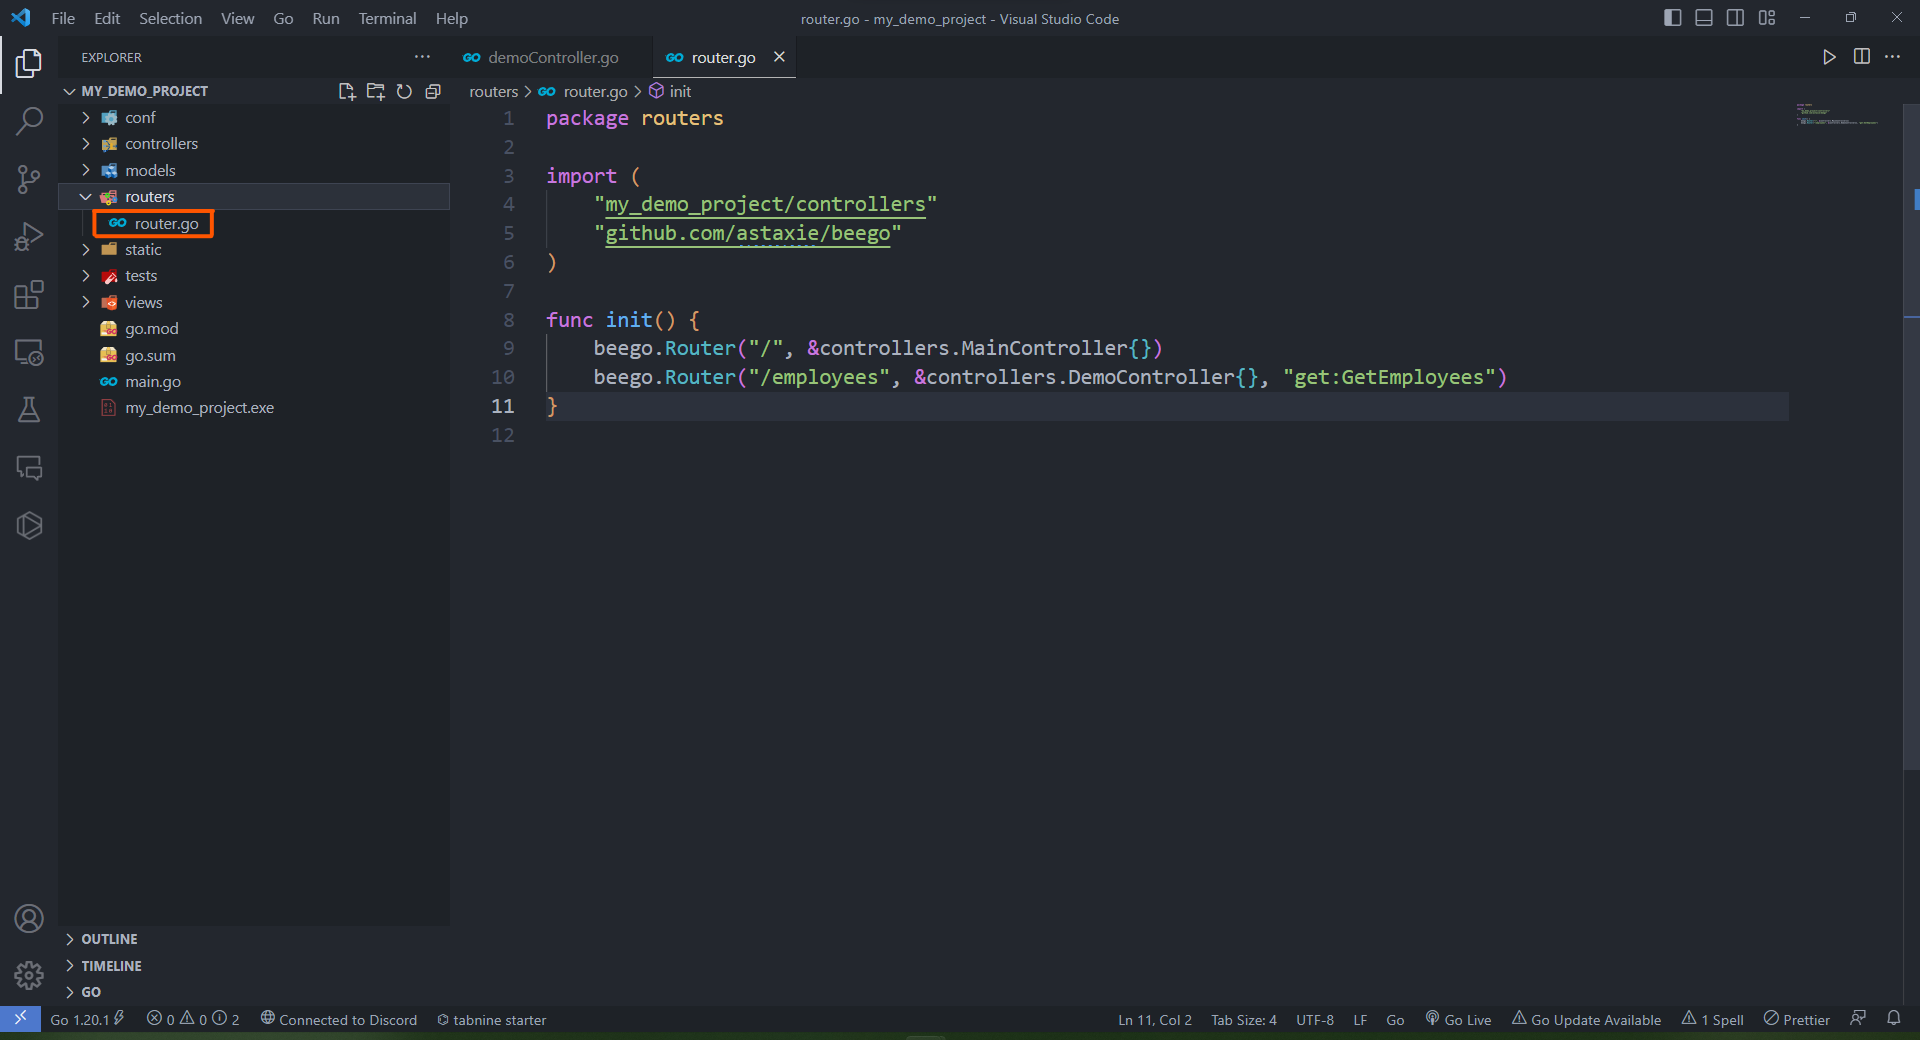 File Edit Selection View Go Run Terminal Help
router.go - my_demo_project - Visual Studio Code
EXPLORER
MY_DEMO_PROJECT
conf
controllers
models
routers
GO router.go
static
tests
views
go.mod
go.sum
GO main.go
my_demo_project.exe
OUTLINE
TIMELINE
GO
GO demoController.go
GO router.go
routers > GO router.go > init
1 package routers
2
3 import (
4 "my_demo_project/controllers"
5 "github.com/astaxie/beego"
6 )
7
8 func init() {
9 beego.Router("/", &controllers.MainController{})
10 beego.Router("/employees", &controllers.DemoController{}, "get:GetEmployees")
11 }
12
Go 1.20.1 0 0 2 Connected to Discord tabnine starter
Ln 11, Col 2 Tab Size: 4 UTF-8 LF Go Go Live Go Update Available 1 Spell Prettier